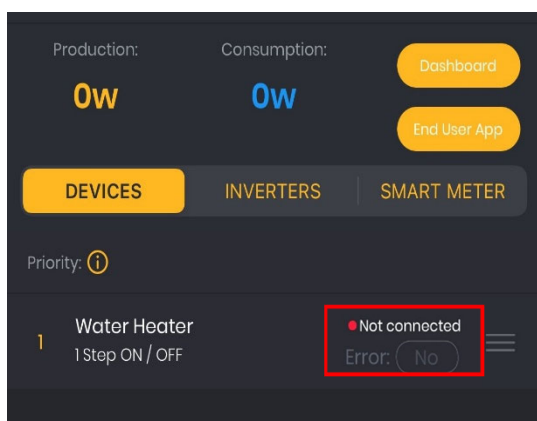 Production:
Consumption:
Dashboard
0w
0w
End User App
DEVICES
INVERTERS
SMART METER
Priority: i
1
Water Heater
Not connected
1 Step ON / OFF
Error: No